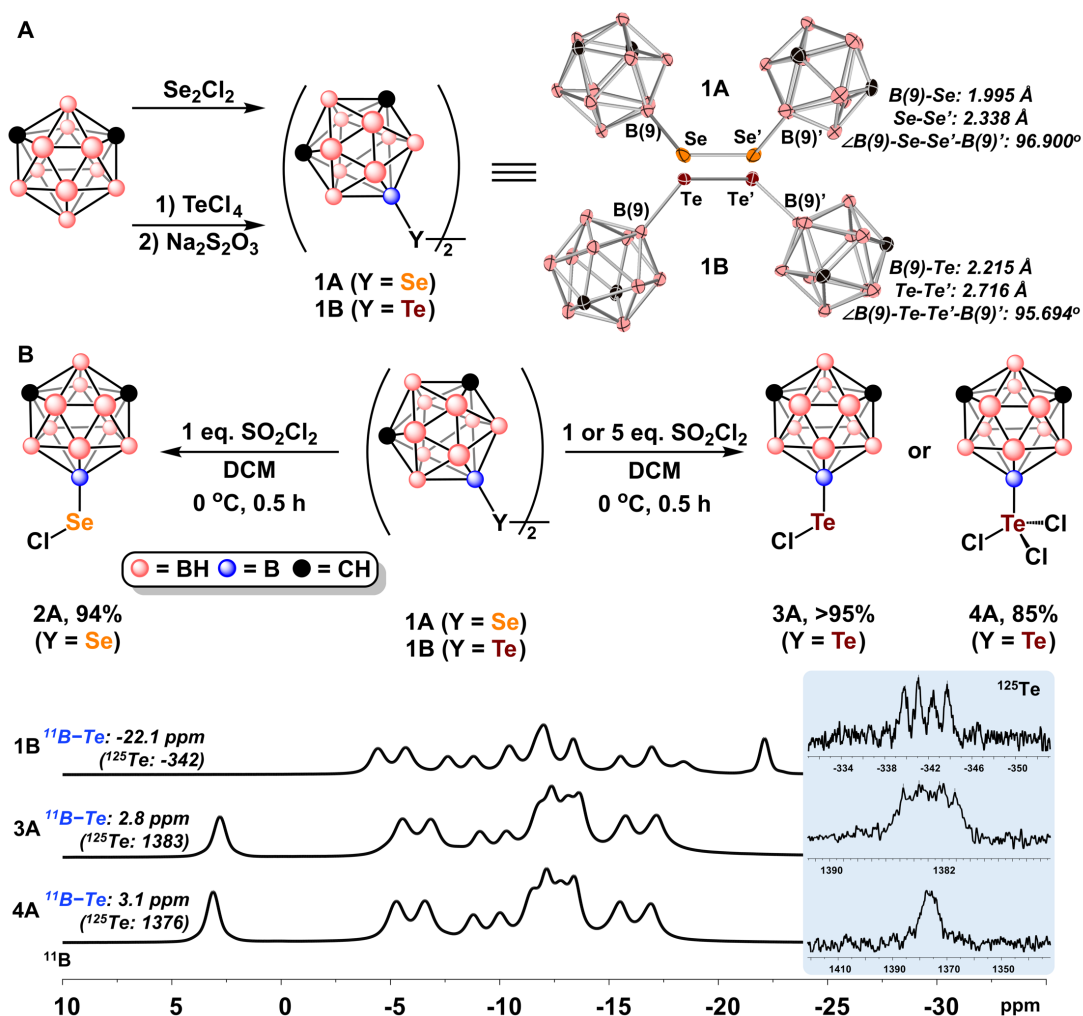 A
Se₂Cl₂
1) TeCl₄
2) Na₂S₂O₃
Y
2
1A (Y = Se)
1B (Y = Te)
1A
B(9)
Se
Se'
B(9)'
B(9)-Se: 1.995 Å
Se-Se': 2.338 Å
∠B(9)-Se-Se'-B(9)': 96.900º
Te
Te'
B(9)
B(9)'
1B
B(9)-Te: 2.215 Å
Te-Te': 2.716 Å
∠B(9)-Te-Te'-B(9)': 95.694º
B
1 eq. SO₂Cl₂
DCM
0 ºC, 0.5 h
Se
Cl
Y
2
1 or 5 eq. SO₂Cl₂
DCM
0 ºC, 0.5 h
or
Te
Cl
Te
Cl
Cl
Cl
= BH = B = CH
2A, 94%
(Y = Se)
1A (Y = Se)
1B (Y = Te)
3A, >95%
(Y = Te)
4A, 85%
(Y = Te)
1B ¹¹B−Te: -22.1 ppm
(¹²⁵Te: -342)
3A ¹¹B−Te: 2.8 ppm
(¹²⁵Te: 1383)
4A ¹¹B−Te: 3.1 ppm
(¹²⁵Te: 1376)
¹¹B
¹²⁵Te
-334 -338 -342 -346 -350
1390 1382
1410 1390 1370 1350
10 5 0 -5 -10 -15 -20 -25 -30 ppm